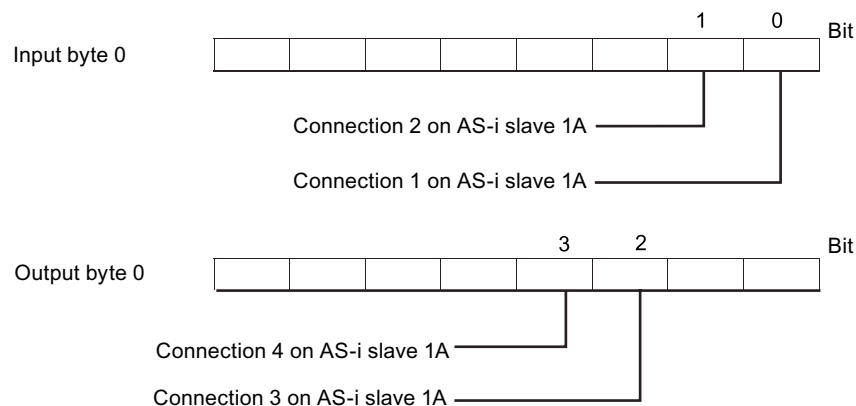 1 0 Bit
Input byte 0
Connection 2 on AS-i slave 1A
Connection 1 on AS-i slave 1A
3 2 Bit
Output byte 0
Connection 4 on AS-i slave 1A
Connection 3 on AS-i slave 1A